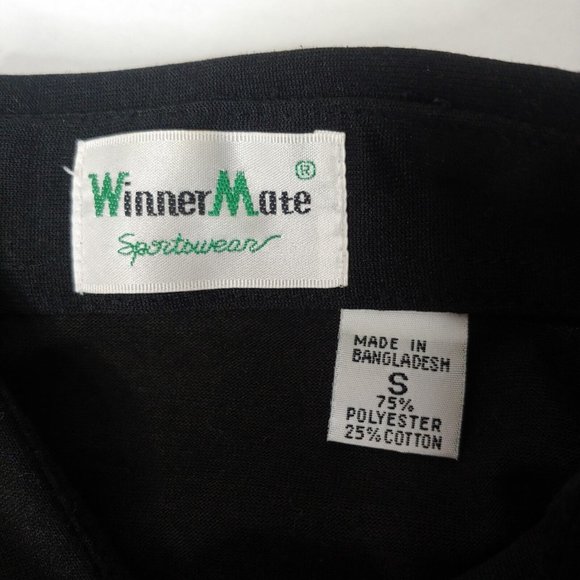 WinnerMate ®
Sportswear
MADE IN
BANGLADESH
S
75%
POLYESTER
25% COTTON